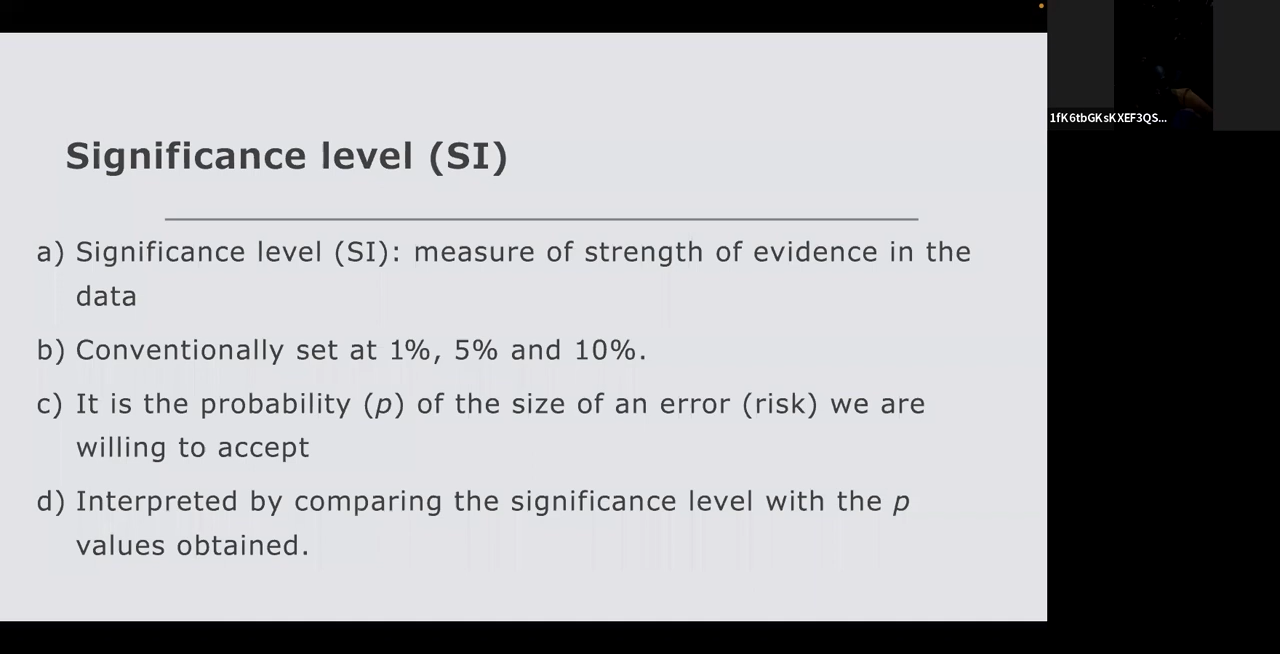 Significance level (SI)
a) Significance level (SI): measure of strength of evidence in the
data
b) Conventionally set at 1%, 5% and 10%.
c) It is the probability (p) of the size of an error (risk) we are
willing to accept
d) Interpreted by comparing the significance level with the p
values obtained.
1fK6tbGKsKXEF3QS...